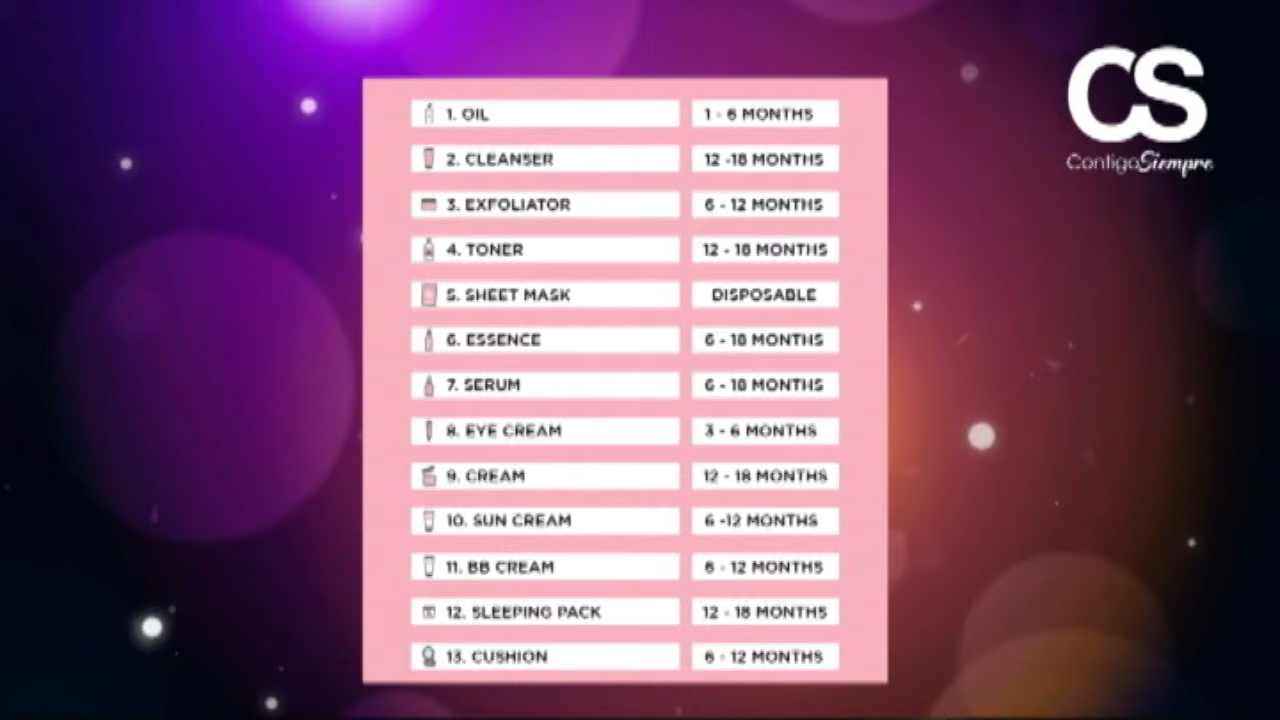 CS
ContigoSiempre
1. OIL 1 - 6 MONTHS
2. CLEANSER 12 -18 MONTHS
3. EXFOLIATOR 6 - 12 MONTHS
4. TONER 12 - 18 MONTHS
5. SHEET MASK DISPOSABLE
6. ESSENCE 6 - 18 MONTHS
7. SERUM 6 - 18 MONTHS
8. EYE CREAM 3 - 6 MONTHS
9. CREAM 12 - 18 MONTHS
10. SUN CREAM 6 -12 MONTHS
11. BB CREAM 6 - 12 MONTHS
12. SLEEPING PACK 12 - 18 MONTHS
13. CUSHION 6 - 12 MONTHS